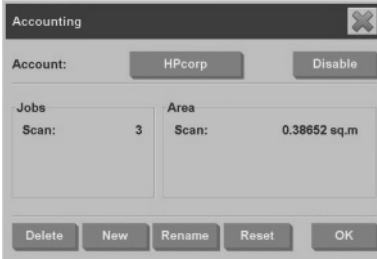 Accounting
Account: HPcorp Disable
Jobs Area
Scan: 3 Scan: 0.38652 sq.m
Delete New Rename Reset OK